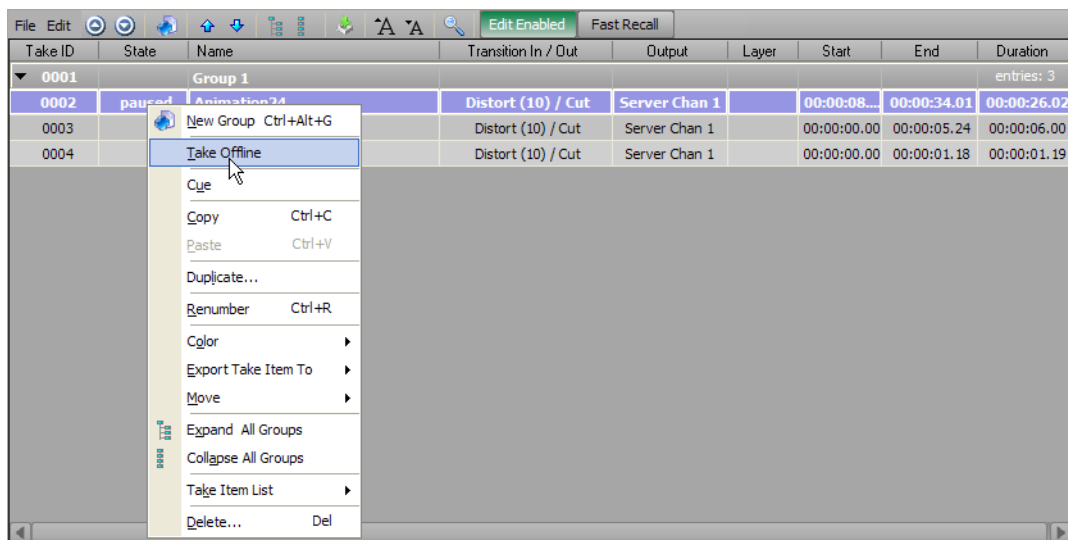 File Edit A A Edit Enabled Fast Recall
Take ID State Name Transition In / Out Output Layer Start End Duration
0001 Group 1 entries: 3
0002 paused Animation24 Distort (10) / Cut Server Chan 1 00:00:08.... 00:00:34.01 00:00:26.02
0003 Distort (10) / Cut Server Chan 1 00:00:00.00 00:00:05.24 00:00:06.00
0004 Distort (10) / Cut Server Chan 1 00:00:00.00 00:00:01.18 00:00:01.19
New Group Ctrl+Alt+G
Take Offline
Cue
Copy Ctrl+C
Paste Ctrl+V
Duplicate...
Renumber Ctrl+R
Color
Export Take Item To
Move
Expand All Groups
Collapse All Groups
Take Item List
Delete... Del